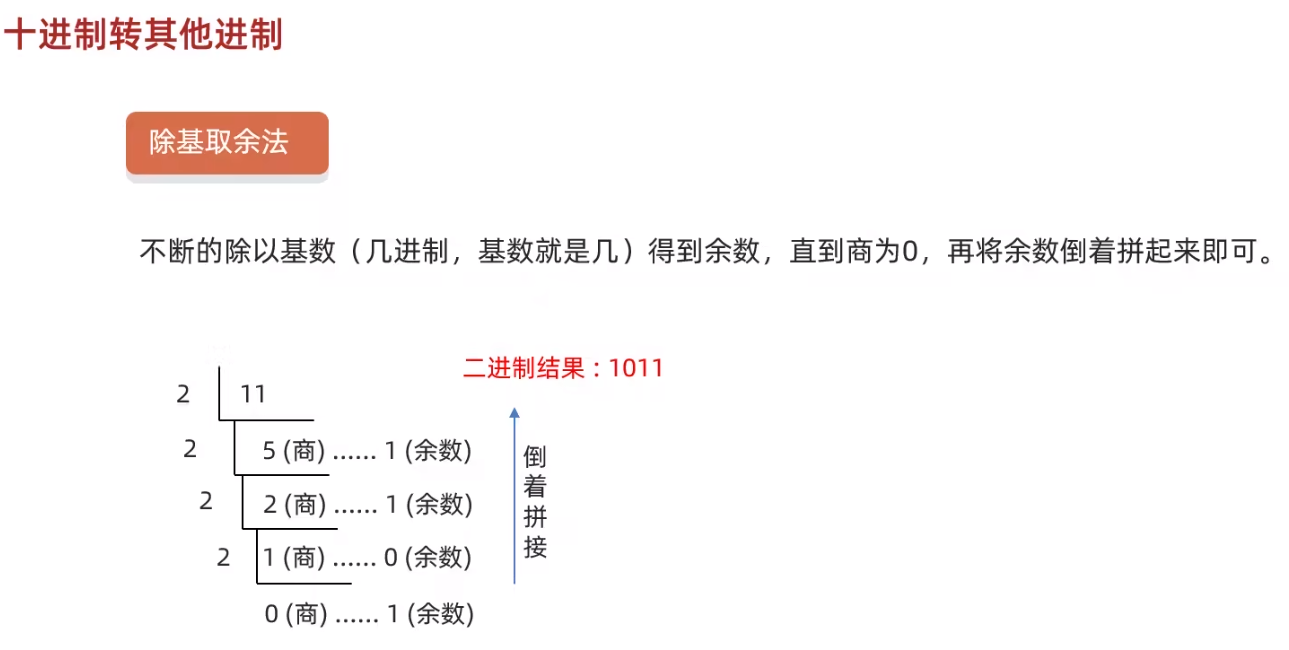 十进制转其他进制
除基取余法
不断的除以基数（几进制，基数就是几）得到余数，直到商为0，再将余数倒着拼起来即可。
二进制结果：1011
2 11
2 5 (商) …… 1 (余数)
2 2 (商) …… 1 (余数)
2 1 (商) …… 0 (余数)
0 (商) …… 1 (余数)
倒着拼接